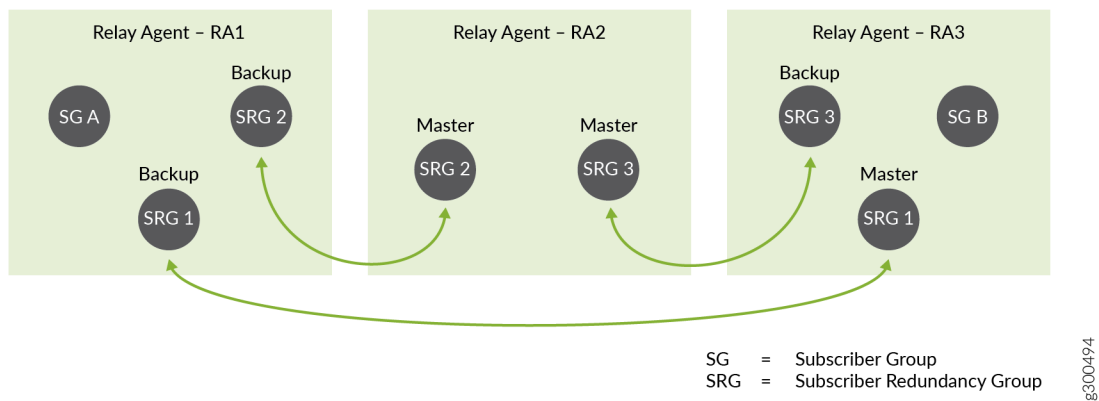 Relay Agent – RA1
Backup
SG A
SRG 2
Backup
SRG 1
Relay Agent – RA2
Master
SRG 2
Master
SRG 3
Relay Agent – RA3
Backup
SRG 3
SG B
Master
SRG 1
SG = Subscriber Group
SRG = Subscriber Redundancy Group
g300494